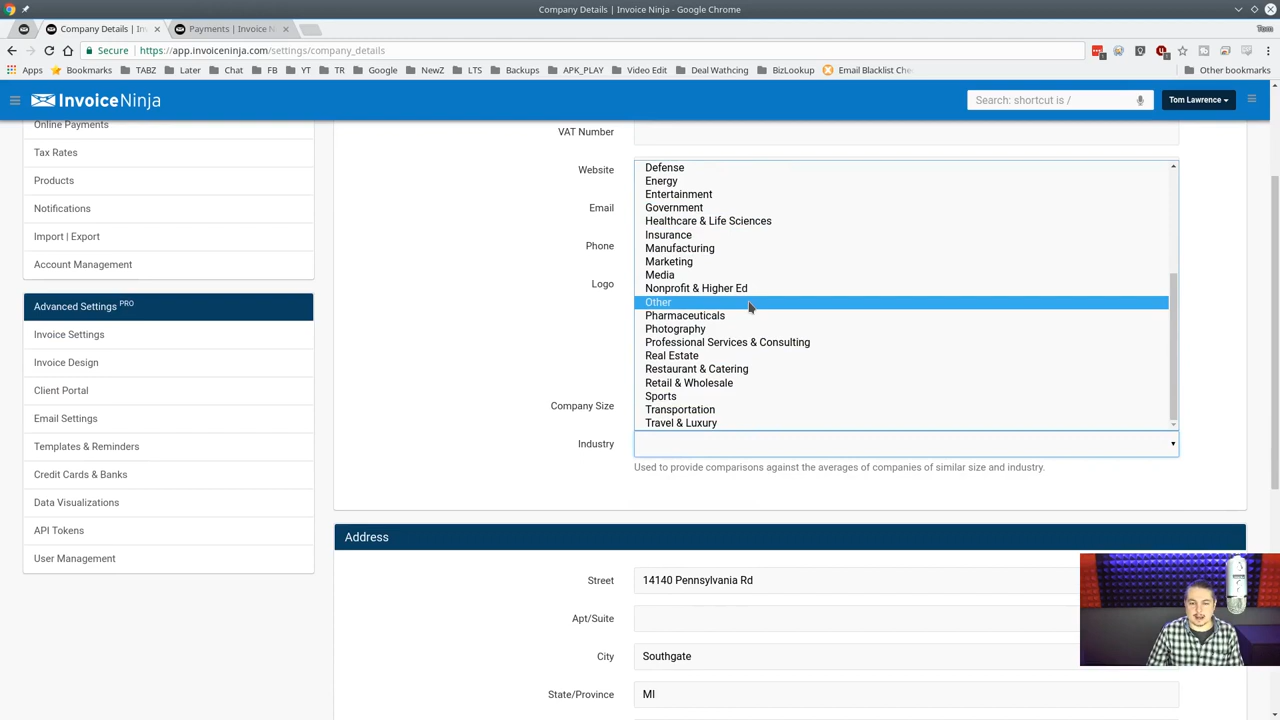 Company Details | Invoice Ninja - Google Chrome
Company Details | In
Payments | Invoice N
Tom
Secure
https://app.invoiceninja.com/settings/company_details
Apps
Bookmarks
TABZ
Later
Chat
FB
YT
TR
Google
NewZ
LTS
Backups
APK_PLAY
Video Edit
Deal Wathcing
BizLookup
Email Blacklist Che
Other bookmarks
InvoiceNinja
Search: shortcut is /
Tom Lawrence
Online Payments
Tax Rates
Products
Notifications
Import | Export
Account Management
Advanced Settings PRO
Invoice Settings
Invoice Design
Client Portal
Email Settings
Templates & Reminders
Credit Cards & Banks
Data Visualizations
API Tokens
User Management
VAT Number
Website
Email
Phone
Logo
Company Size
Industry
Defense
Energy
Entertainment
Government
Healthcare & Life Sciences
Insurance
Manufacturing
Marketing
Media
Nonprofit & Higher Ed
Other
Pharmaceuticals
Photography
Professional Services & Consulting
Real Estate
Restaurant & Catering
Retail & Wholesale
Sports
Transportation
Travel & Luxury
Used to provide comparisons against the averages of companies of similar size and industry.
Address
Street
14140 Pennsylvania Rd
Apt/Suite
City
Southgate
State/Province
MI